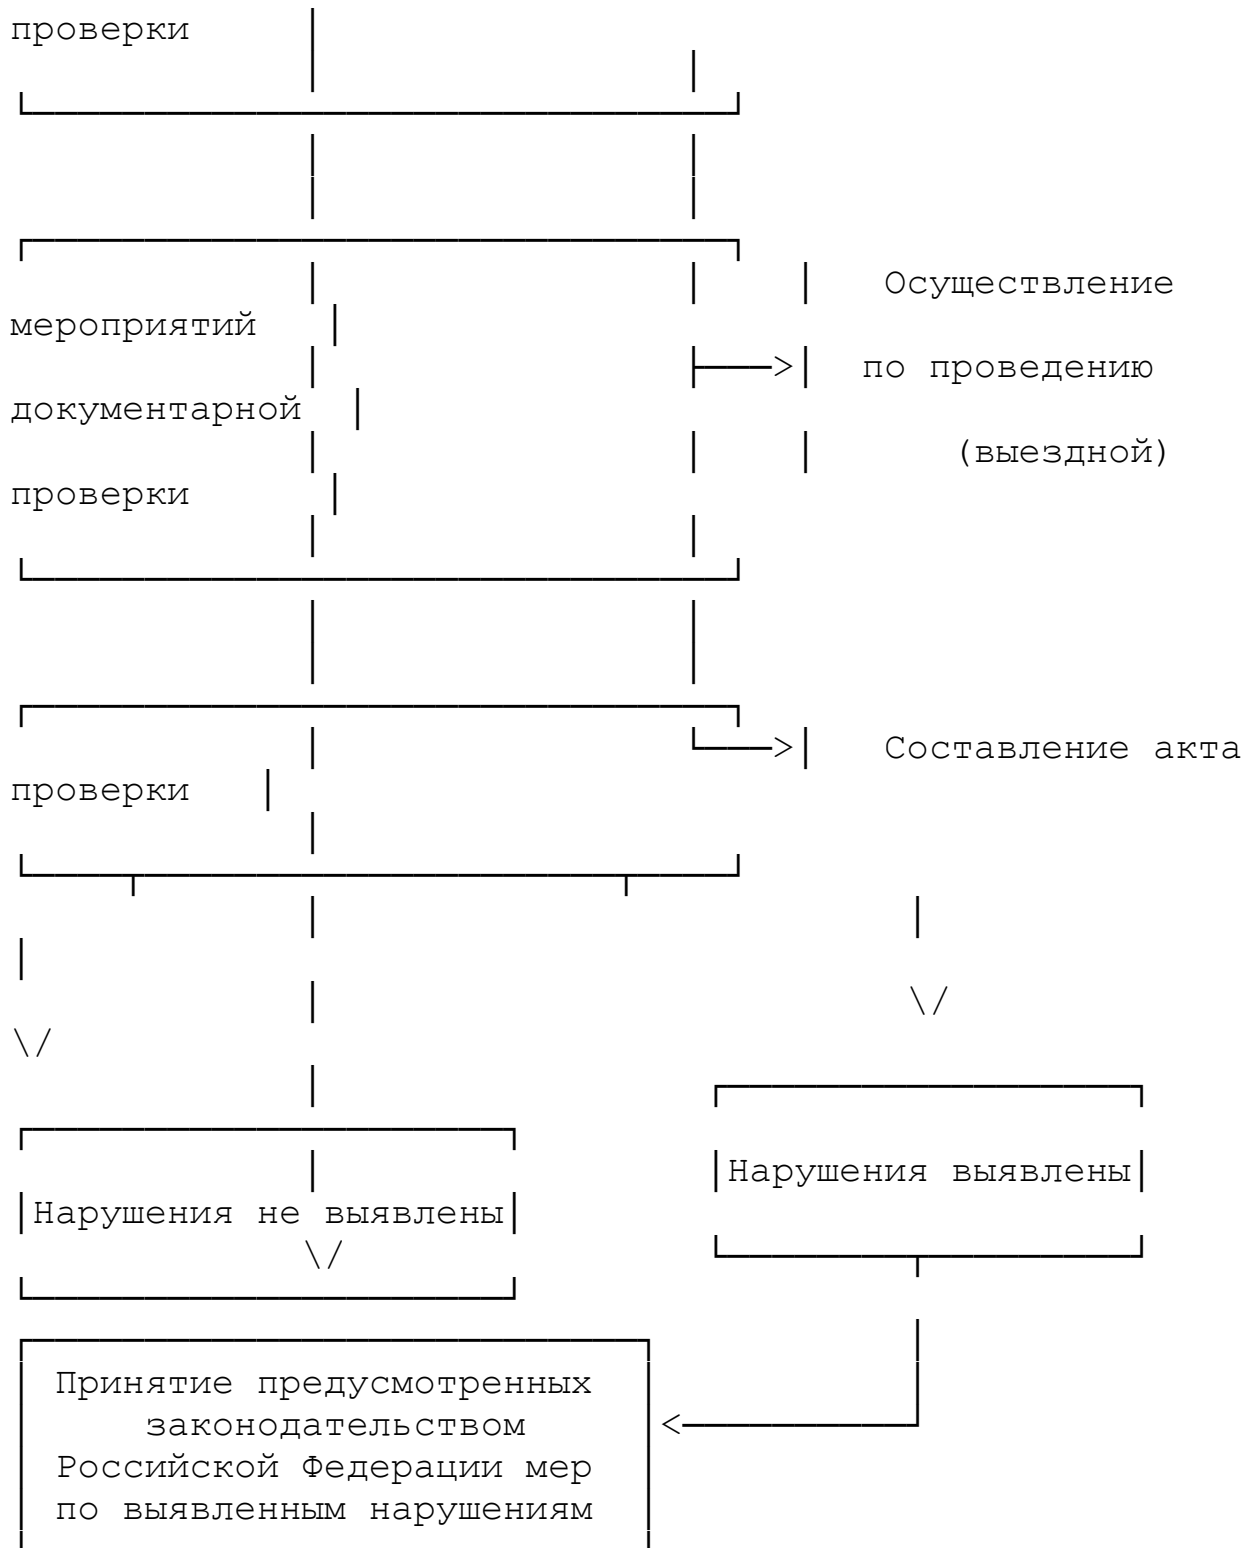 проверки
Осуществление
мероприятий
по проведению
документарной
(выездной)
проверки
Составление акта
проверки
Нарушения выявлены
Нарушения не выявлены
Принятие предусмотренных
законодательством
Российской Федерации мер
по выявленным нарушениям